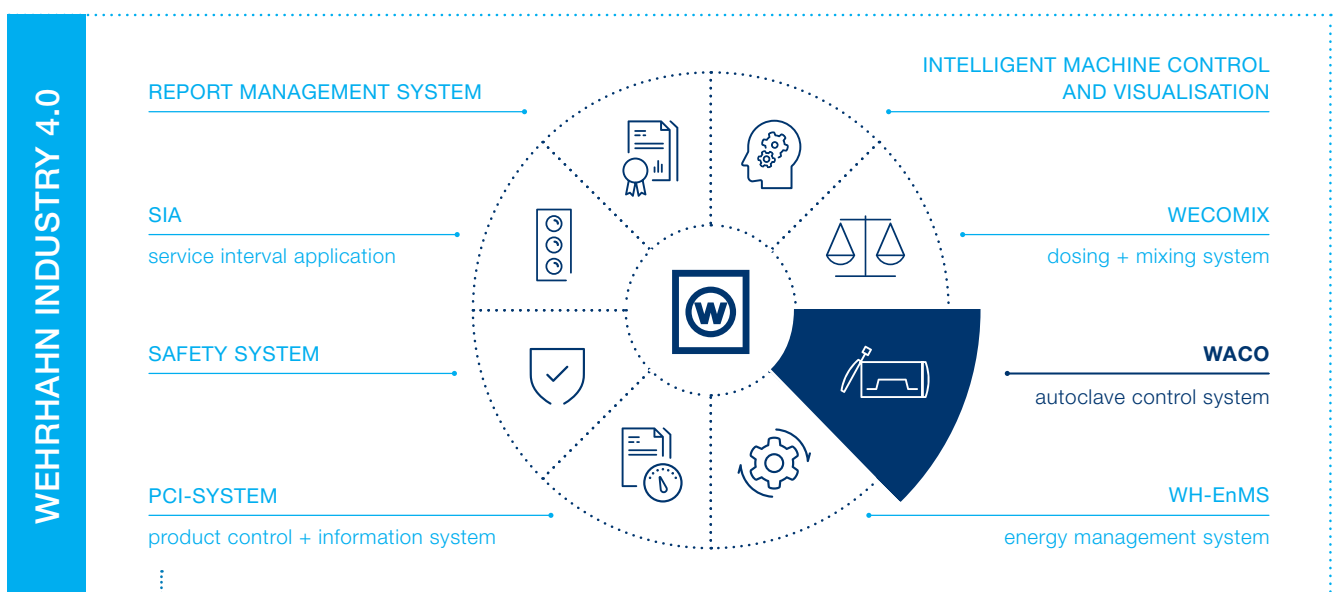 WEHRHAHN INDUSTRY 4.0
REPORT MANAGEMENT SYSTEM
SIA
service interval application
SAFETY SYSTEM
PCI-SYSTEM
product control + information system
W
INTELLIGENT MACHINE CONTROL
AND VISUALISATION
WECOMIX
dosing + mixing system
WACO
autoclave control system
WH-EnMS
energy management system